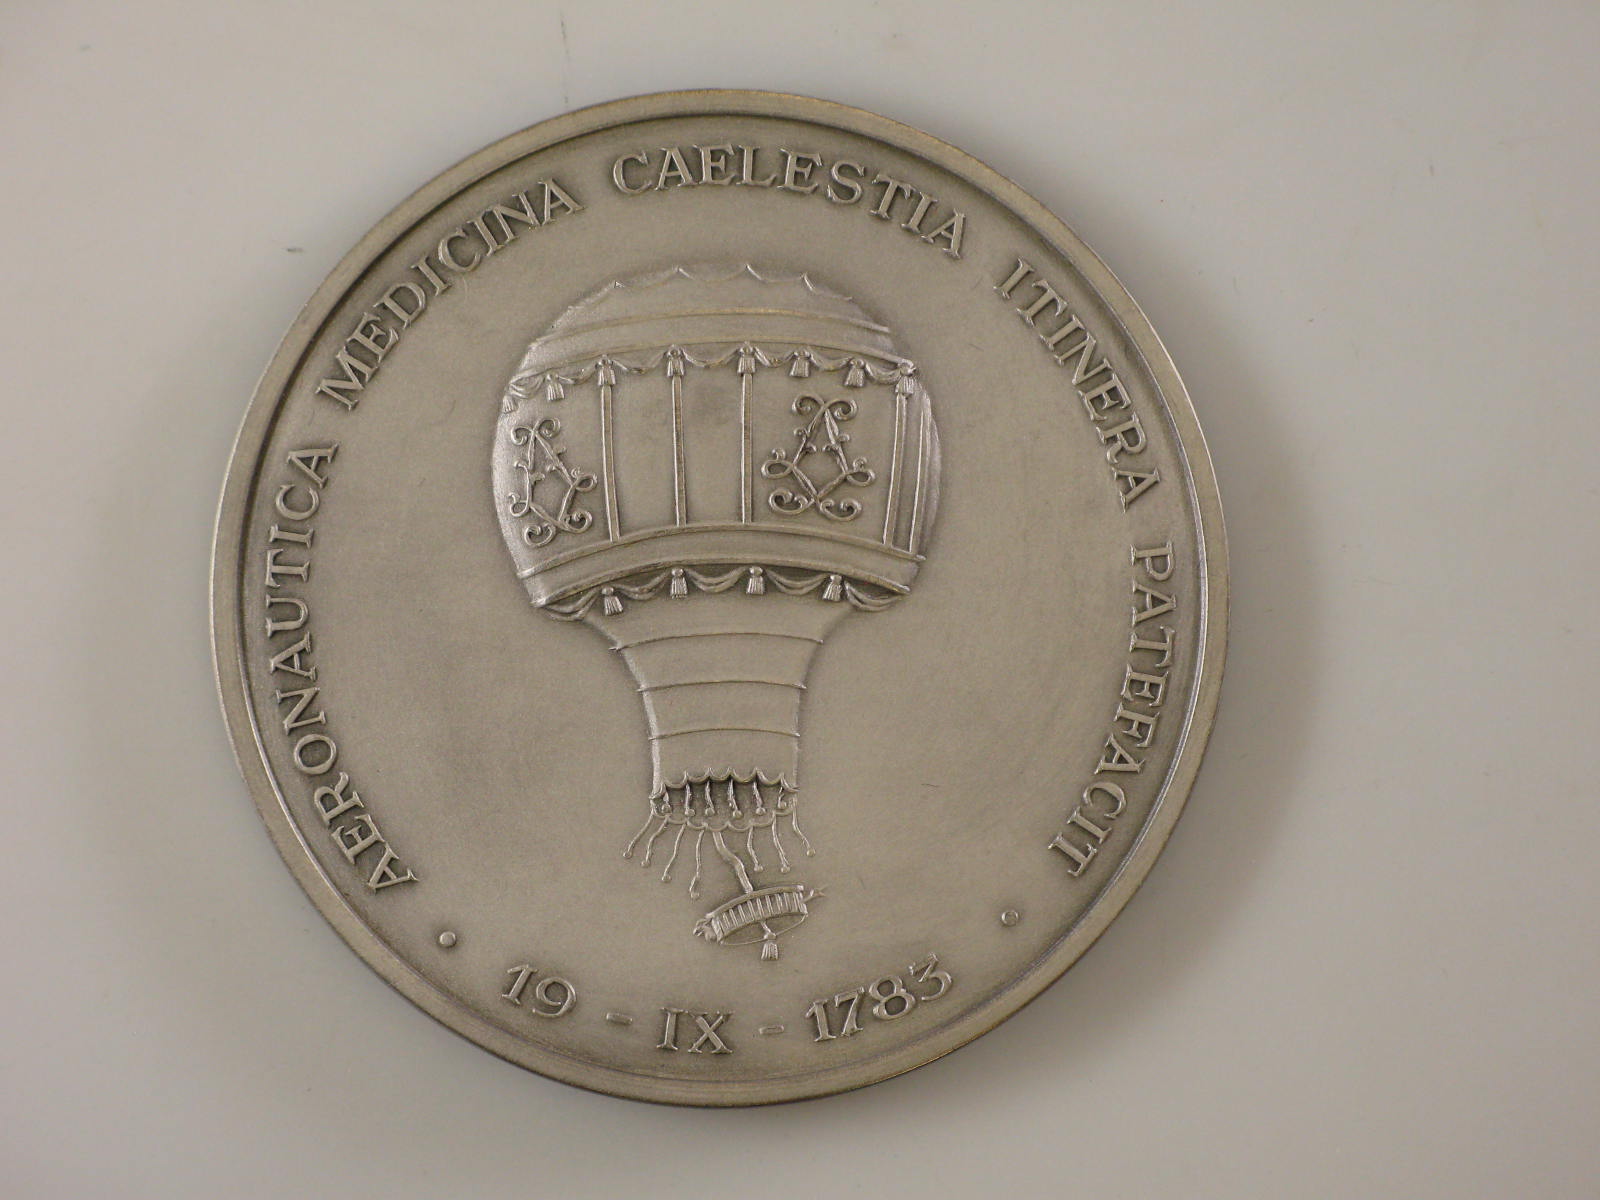 AERONAUTICA MEDICINA CAELESTIA ITINERA PATEFACIT
• 19 - IX - 1783 •